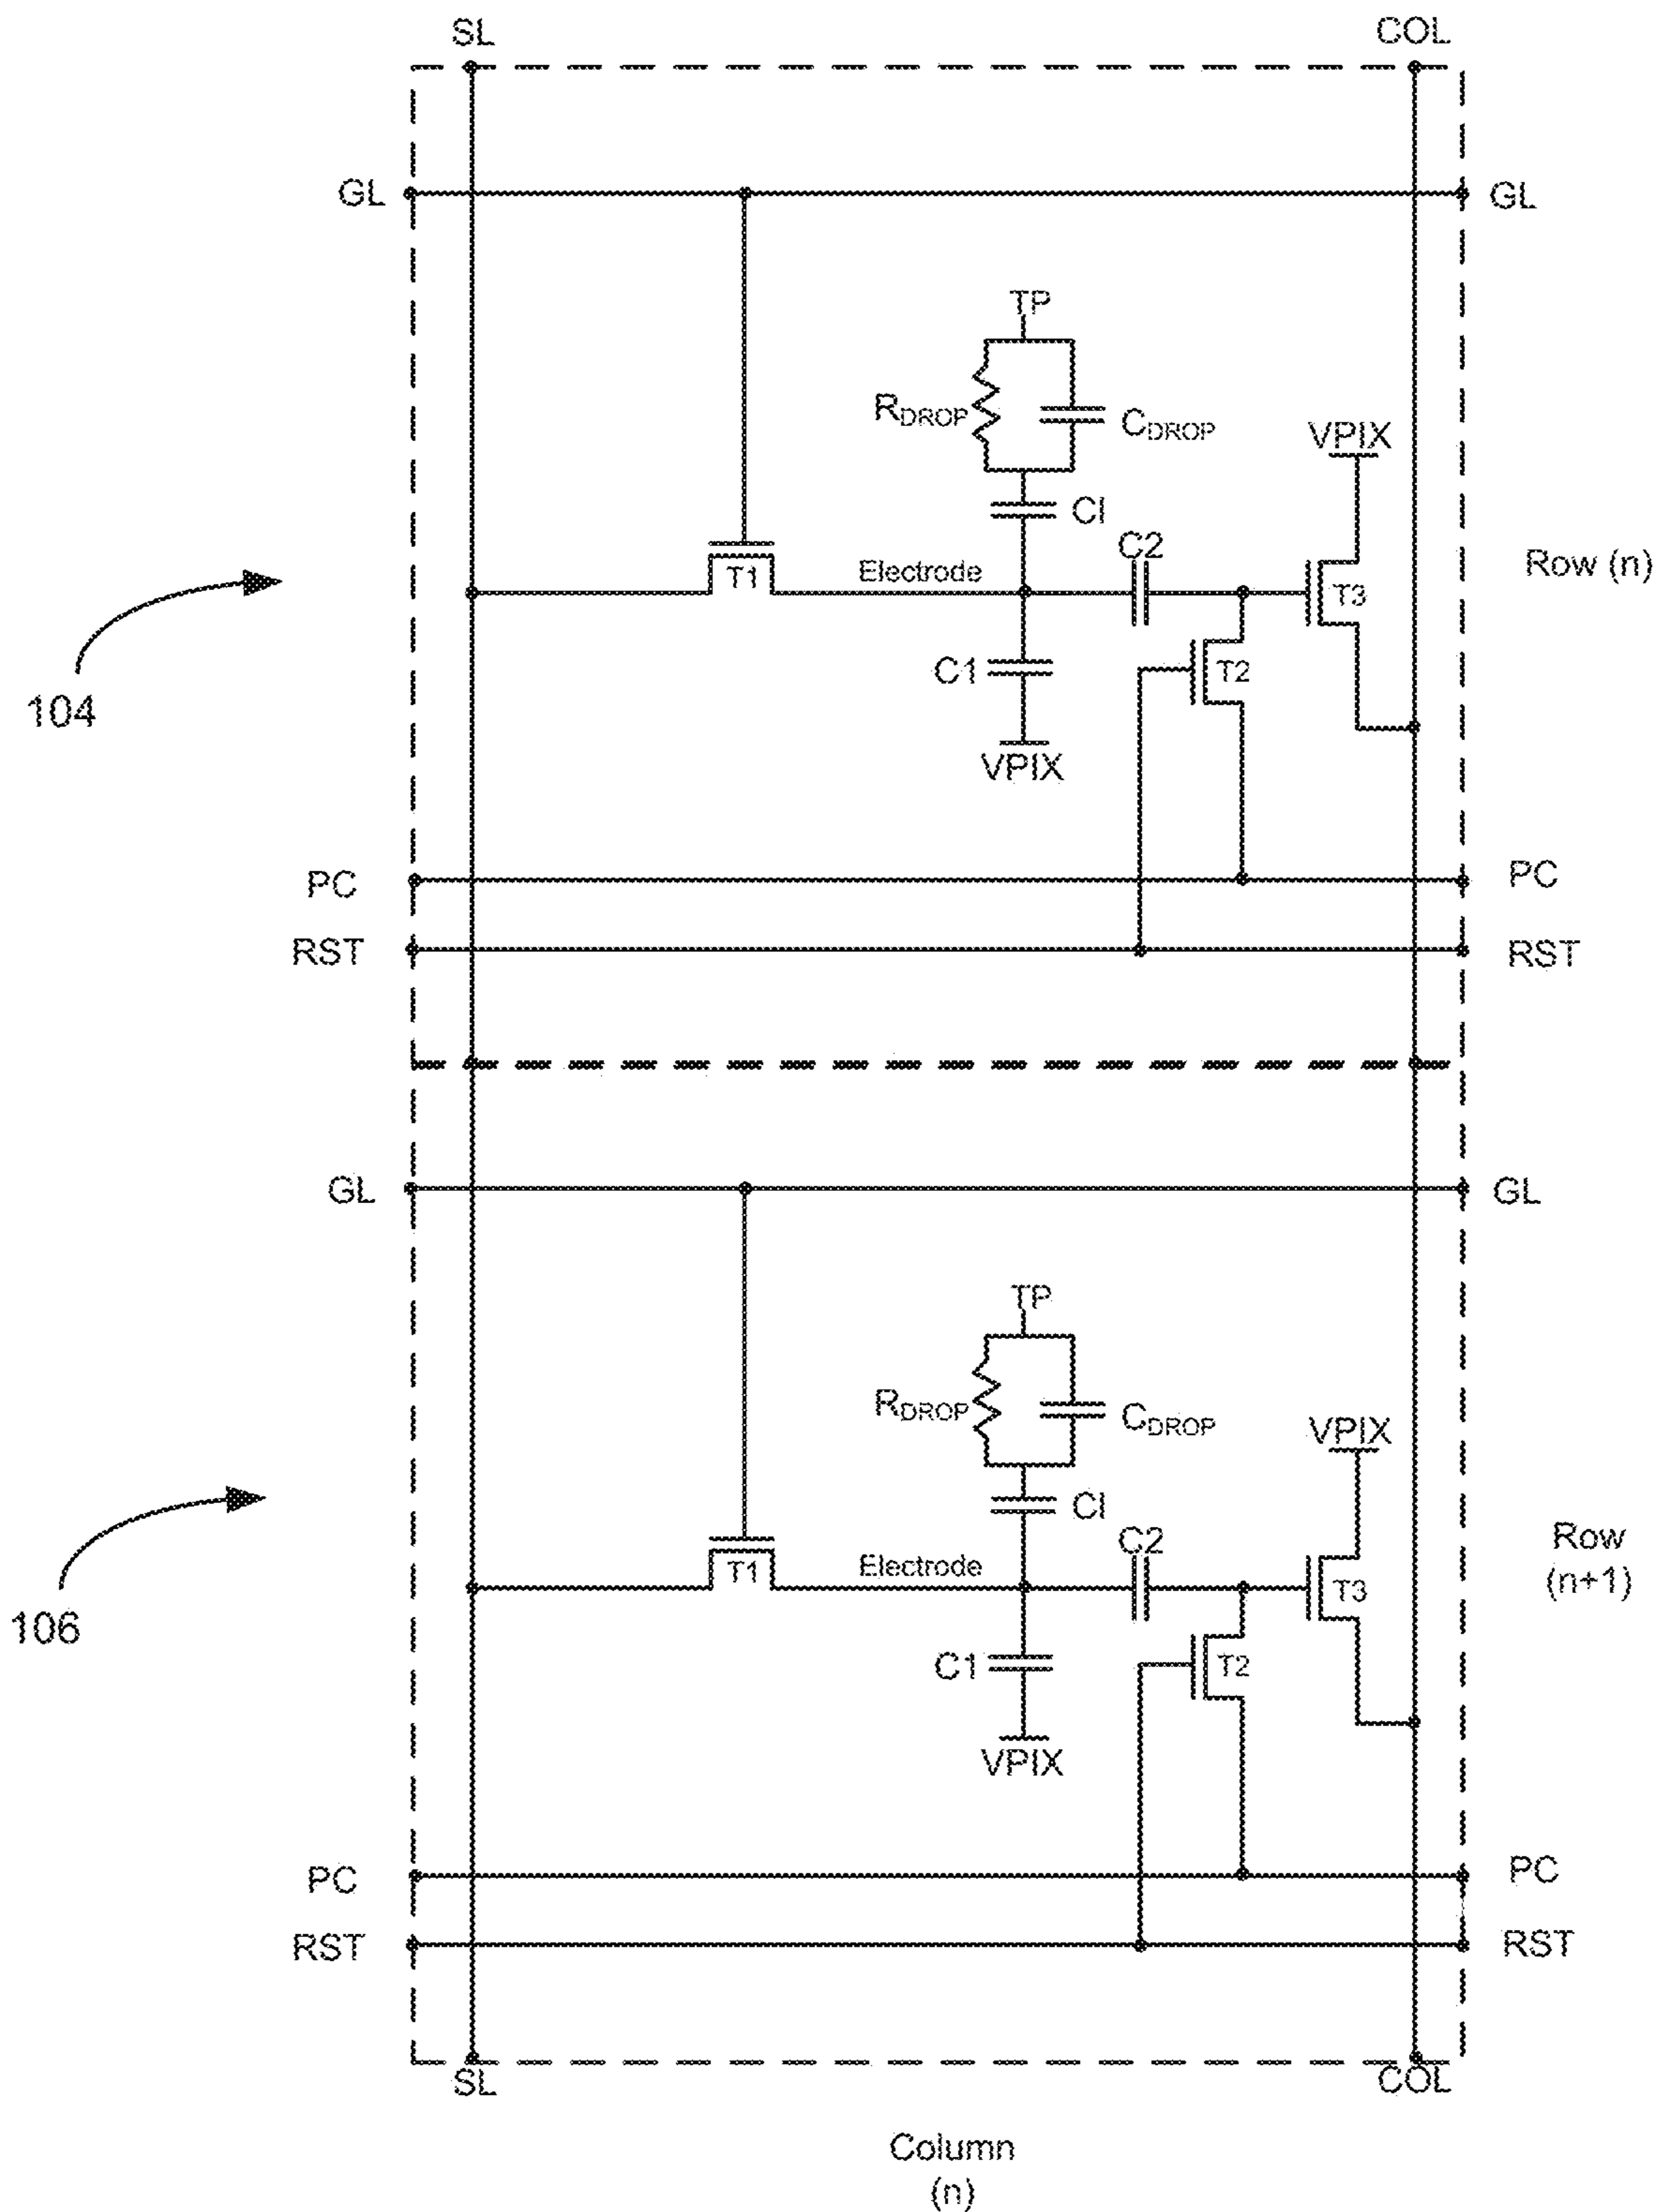 SL COL
GL GL
TP
RDROP CDROP
VPIX
CI
C2
Row (n)
Electrode
T1 T3
C1 T2
104
VPIX
PC PC
RST RST
GL GL
TP
RDROP CDROP
VPIX
CI
C2
Row
(n+1)
Electrode
T1 T3
106
C1 T2
VPIX
PC PC
RST RST
SL COL
Column
(n)